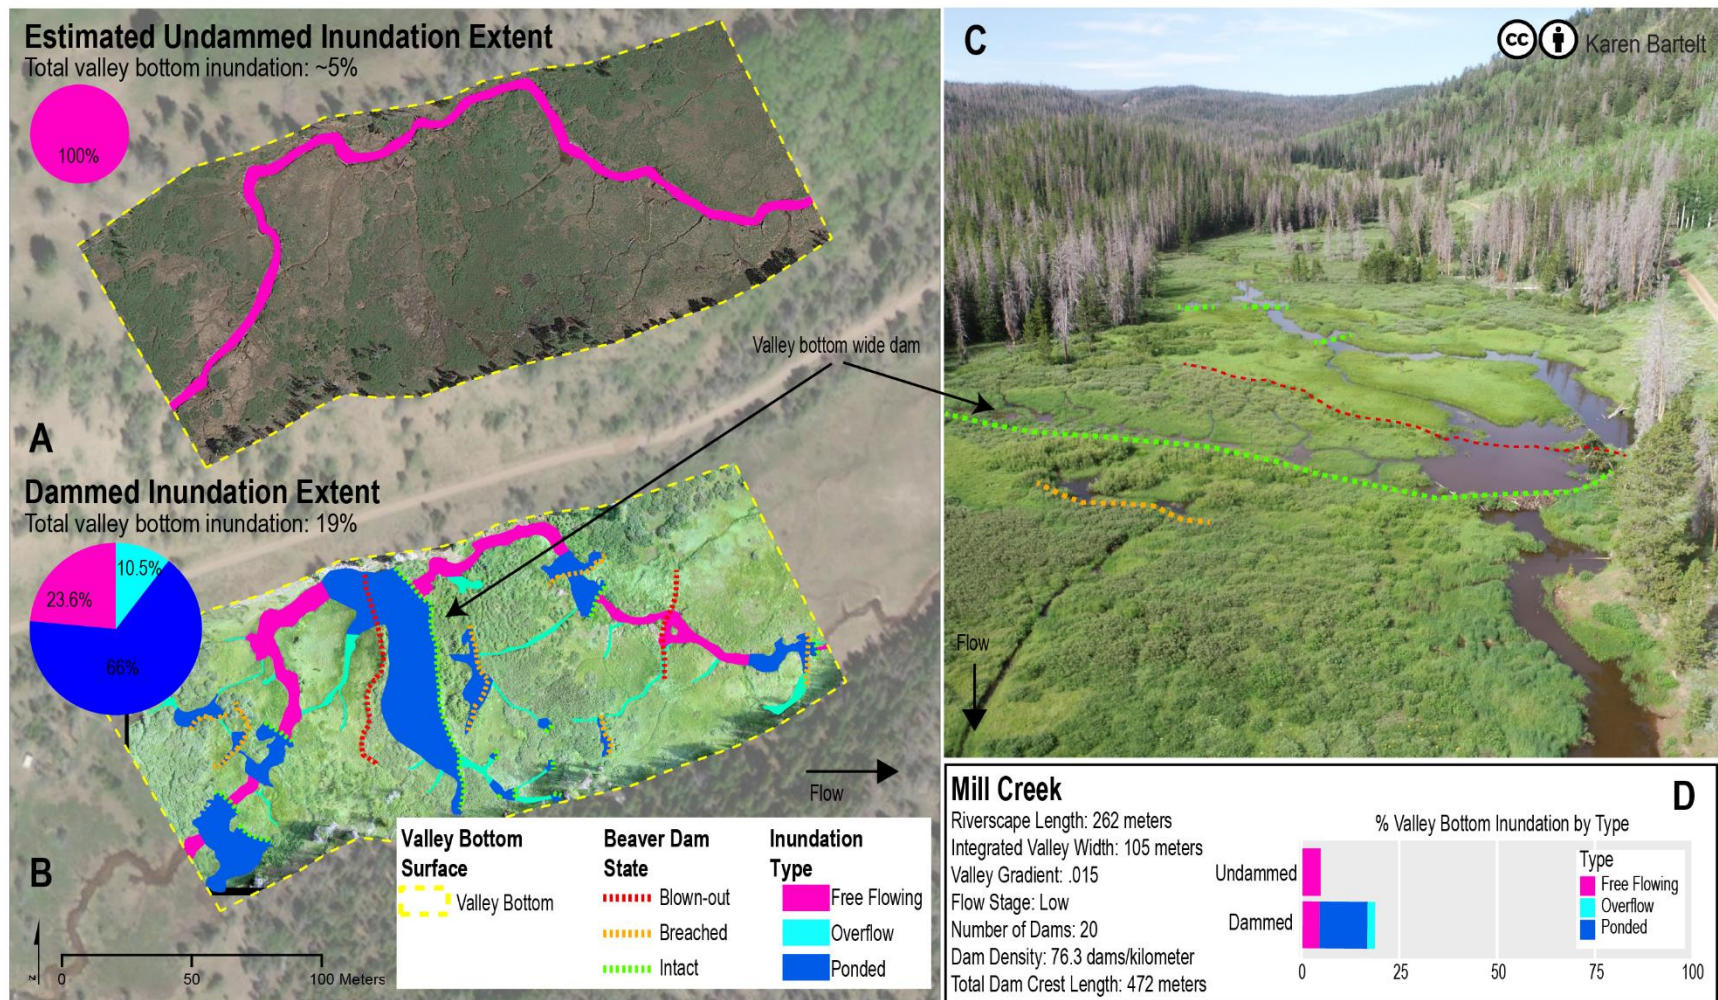 Estimated Undammed Inundation Extent
Total valley bottom inundation: ~5%
100%
A
Dammed Inundation Extent
Total valley bottom inundation: 19%
10.5%
23.6%
66%
Valley bottom wide dam
Flow
B
z
0 50 100 Meters
Valley Bottom
Surface
Valley Bottom
Beaver Dam
State
Blown-out
Breached
Intact
Inundation
Type
Free Flowing
Overflow
Ponded
C
cc
Karen Bartelt
Flow
Mill Creek
D
Riverscape Length: 262 meters
Integrated Valley Width: 105 meters
Valley Gradient: .015
Flow Stage: Low
Number of Dams: 20
Dam Density: 76.3 dams/kilometer
Total Dam Crest Length: 472 meters
% Valley Bottom Inundation by Type
Undammed
Dammed
Type
Free Flowing
Overflow
Ponded
0 25 50 75 100